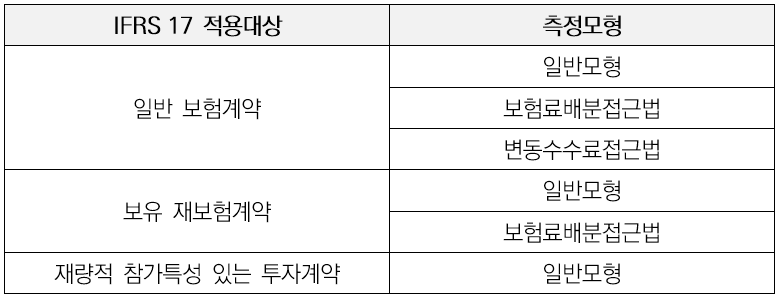 IFRS 17 적용대상 측정모형
일반 보험계약 일반모형
보험료배분접근법
변동수수료접근법
보유 재보험계약 일반모형
보험료배분접근법
재량적 참가특성 있는 투자계약 일반모형